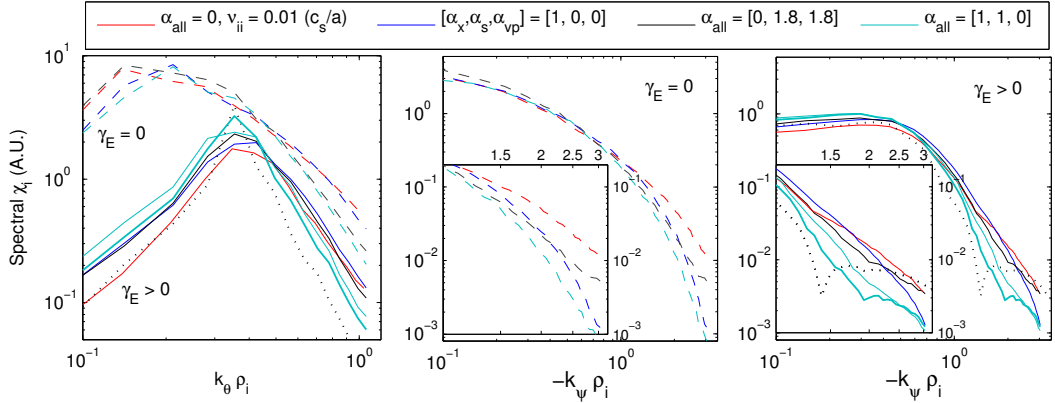 α_all = 0, ν_ii = 0.01 (c_s/a)
[α_x,α_s,α_vp] = [1, 0, 0]
α_all = [0, 1.8, 1.8]
α_all = [1, 1, 0]
Spectral χ_i (A.U.)
10^1
10^0
10^-1
γ_E = 0
γ_E > 0
10^-1
10^0
k_θ ρ_i
10^0
10^-1
10^-2
10^-3
γ_E = 0
1.5 2 2.5 3
10^-1
10^-2
10^-3
10^-1
10^0
−k_ψ ρ_i
10^1
10^0
10^-1
10^-2
10^-3
γ_E > 0
1.5 2 2.5 3
10^-1
10^-2
10^-3
10^-1
10^0
−k_ψ ρ_i